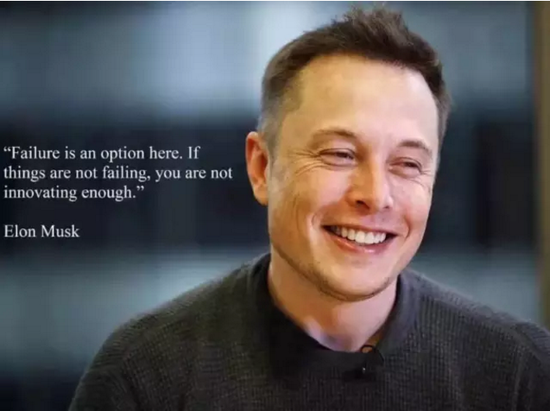 “Failure is an option here. If
things are not failing, you are not
innovating enough.”
Elon Musk